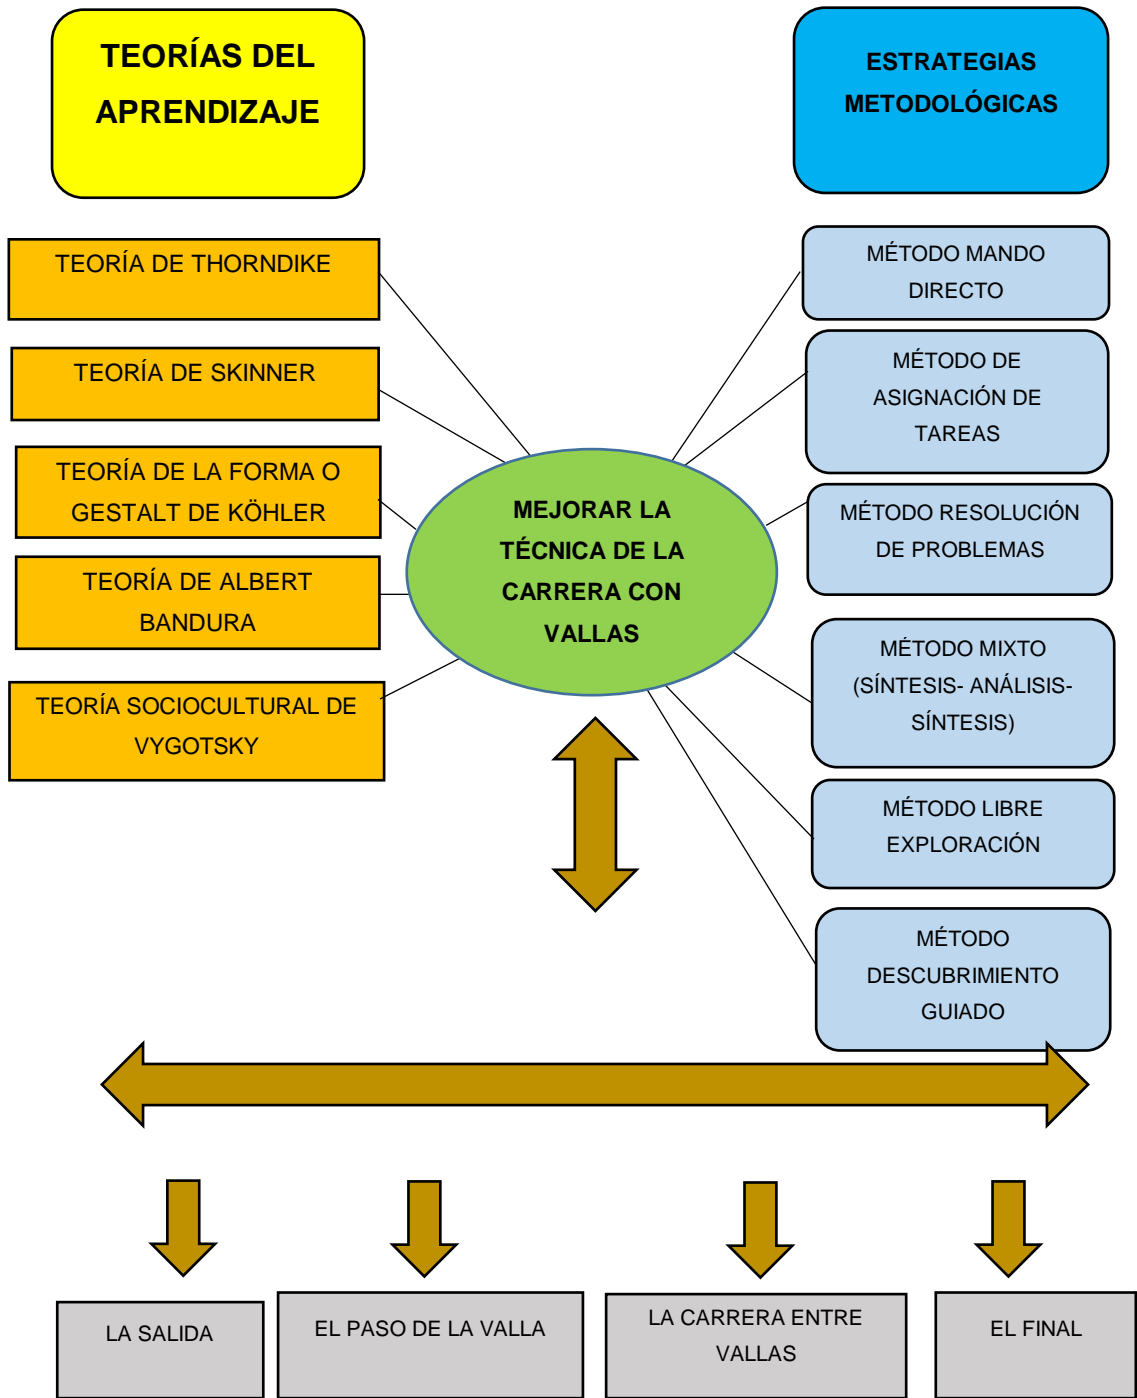 TEORÍAS DEL
APRENDIZAJE
ESTRATEGIAS
METODOLÓGICAS
TEORÍA DE THORNDIKE
TEORÍA DE SKINNER
TEORÍA DE LA FORMA O
GESTALT DE KÖHLER
TEORÍA DE ALBERT
BANDURA
TEORÍA SOCIOCULTURAL DE
VYGOTSKY
MEJORAR LA
TÉCNICA DE LA
CARRERA CON
VALLAS
MÉTODO MANDO
DIRECTO
MÉTODO DE
ASIGNACIÓN DE
TAREAS
MÉTODO RESOLUCIÓN
DE PROBLEMAS
MÉTODO MIXTO
(SÍNTESIS- ANÁLISIS-
SÍNTESIS)
MÉTODO LIBRE
EXPLORACIÓN
MÉTODO
DESCUBRIMIENTO
GUIADO
LA SALIDA
EL PASO DE LA VALLA
LA CARRERA ENTRE
VALLAS
EL FINAL